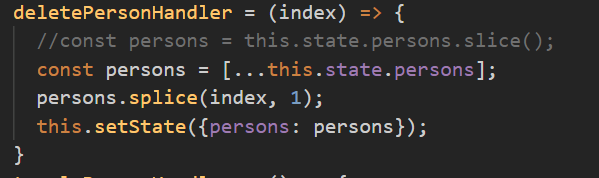 deletePersonHandler = (index) => {
//const persons = this.state.persons.slice();
const persons = [...this.state.persons];
persons.splice(index, 1);
this.setState({persons: persons});
}